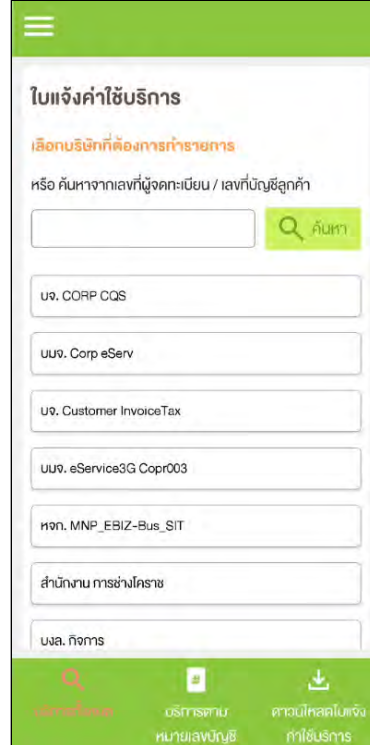 ใบแจ้งค่าใช้บริการ
เลือกบริษัทที่ต้องการทำรายการ
หรือ ค้นหาจากเลขที่ผู้จดทะเบียน / เลขที่บัญชีลูกค้า
ค้นหา
บจ. CORP CQS
บมจ. Corp eServ
บจ. Customer InvoiceTax
บมจ. eService3G Copr003
หจก. MNP_EBIZ-Bus_SIT
สำนักงาน การช่างโคราช
บงล. กิจการ
#
บริการตาม
หมายเลขบัญชี
ดาวน์โหลดใบแจ้ง
ค่าใช้บริการ